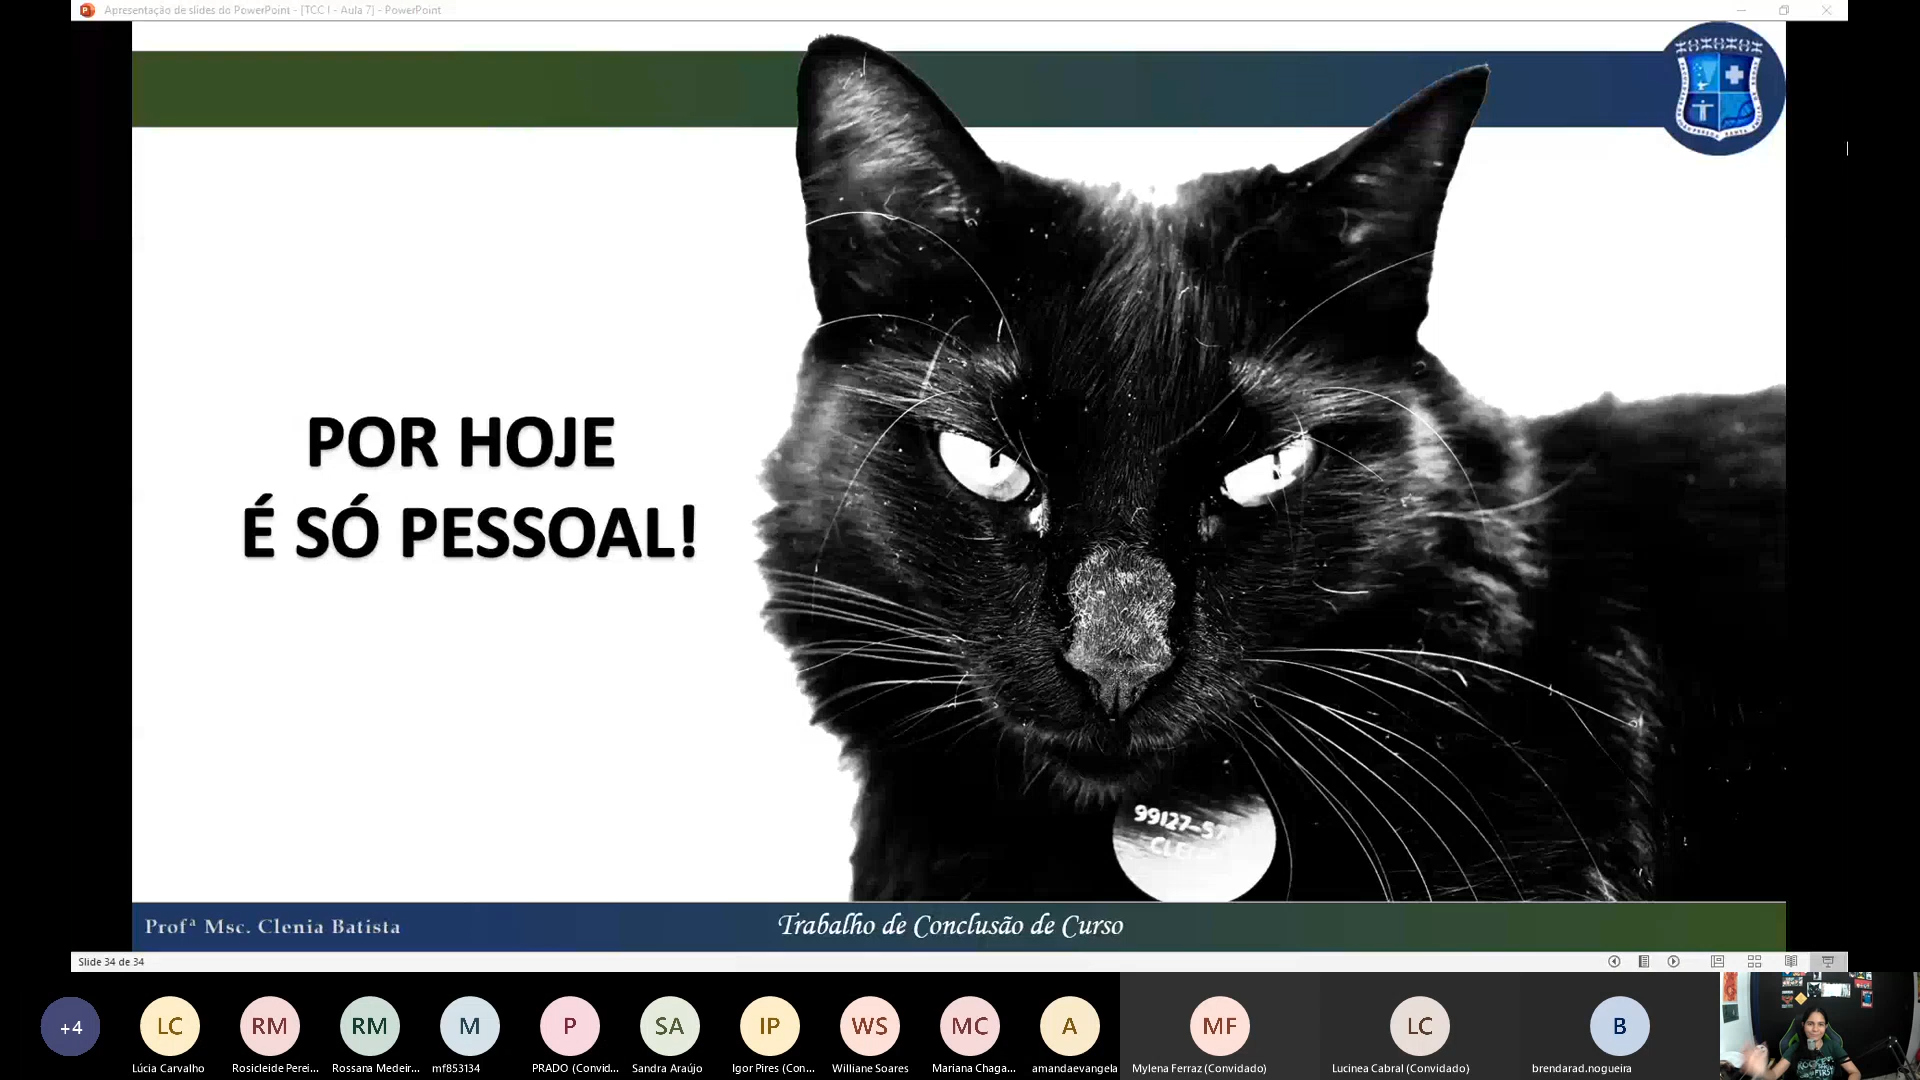 Apresentação de slides do PowerPoint - [TCC I - Aula 7] - PowerPoint
POR HOJE
É SÓ PESSOAL!
99127-57
CLE
Profª Msc. Clenia Batista
Trabalho de Conclusão de Curso
Slide 34 de 34
+4
LC
RM
RM
M
P
SA
IP
WS
MC
A
MF
LC
B
Lúcia Carvalho
Rosicleide Perei...
Rossana Medeir...
mf853134
PRADO (Convid...
Sandra Araújo
Igor Pires (Con...
Williane Soares
Mariana Chaga...
amandaevangela
Mylena Ferraz (Convidado)
Lucinea Cabral (Convidado)
brendarad.nogueira